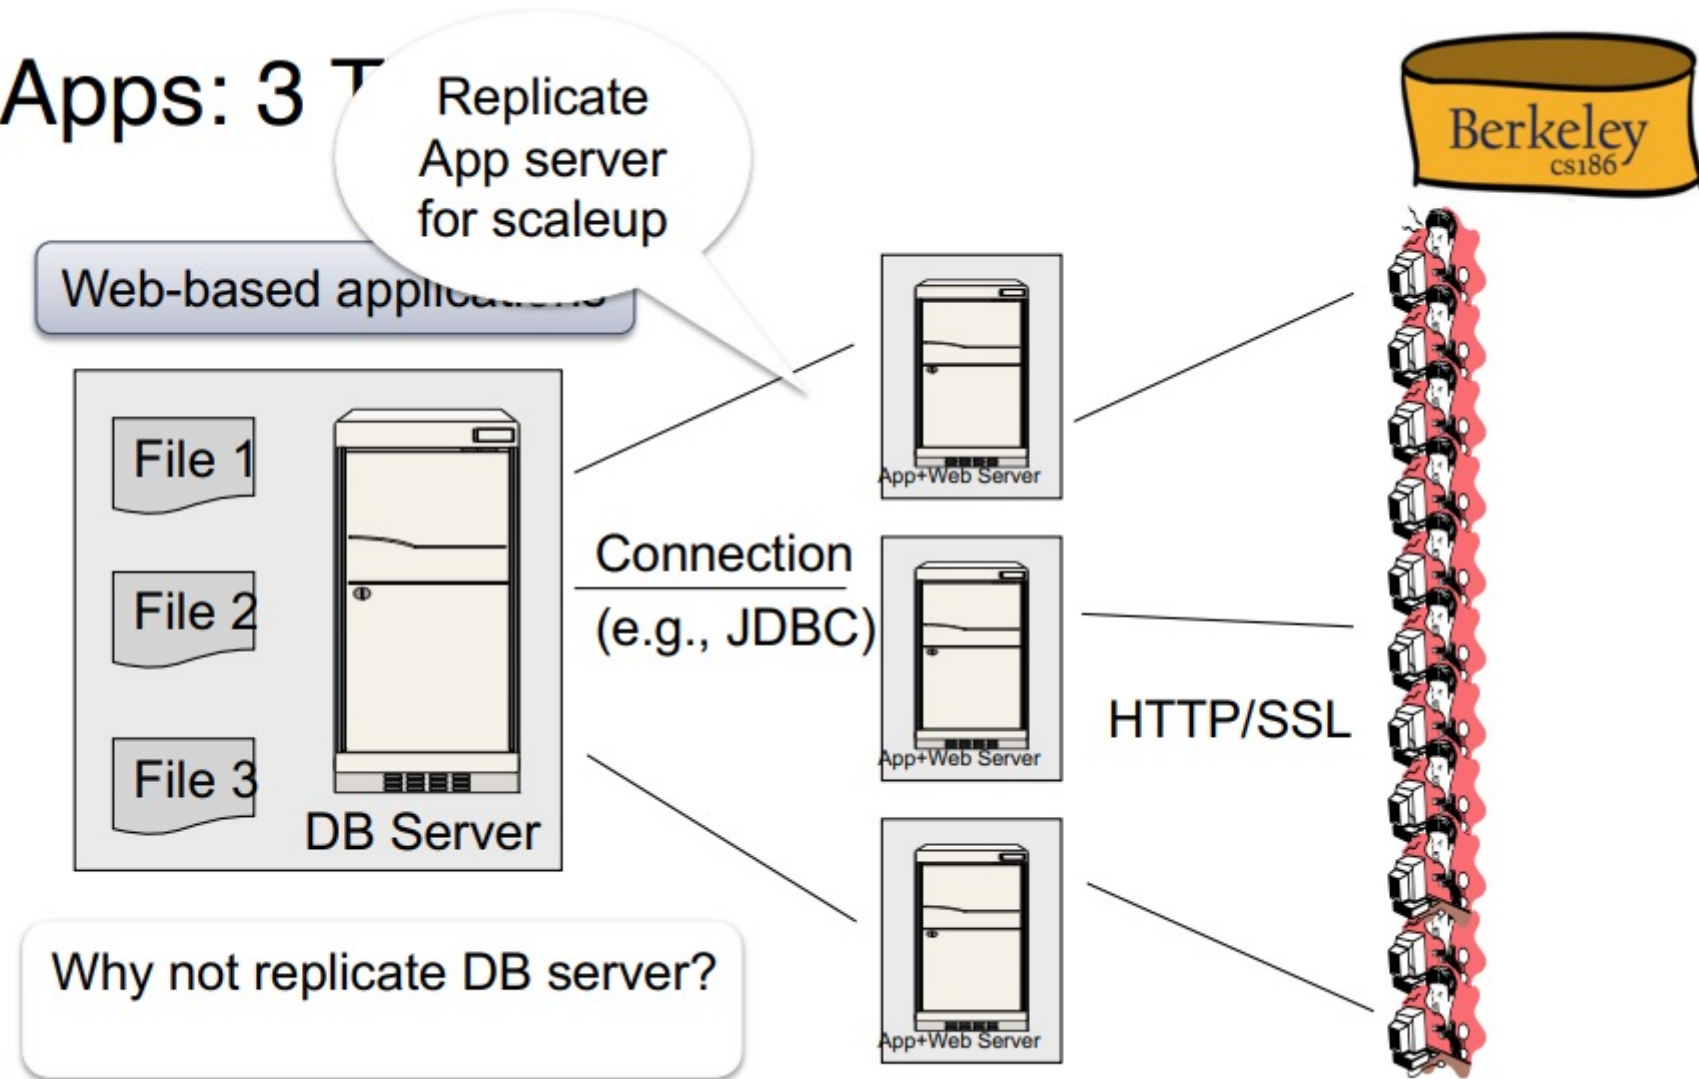 Apps: 3 T
Replicate
App server
for scaleup
Berkeley
cs186
Web-based applications
File 1
File 2
File 3
DB Server
Connection
(e.g., JDBC)
App+Web Server
App+Web Server
App+Web Server
HTTP/SSL
Why not replicate DB server?